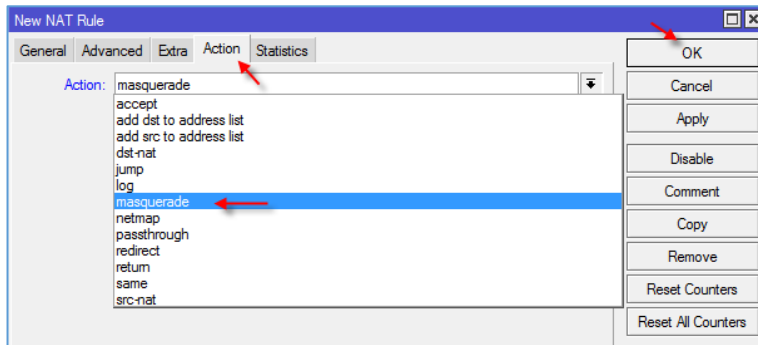 New NAT Rule
General Advanced Extra Action Statistics
Action: masquerade
accept
add dst to address list
add src to address list
dst-nat
jump
log
masquerade
netmap
passthrough
redirect
return
same
src-nat
OK
Cancel
Apply
Disable
Comment
Copy
Remove
Reset Counters
Reset All Counters